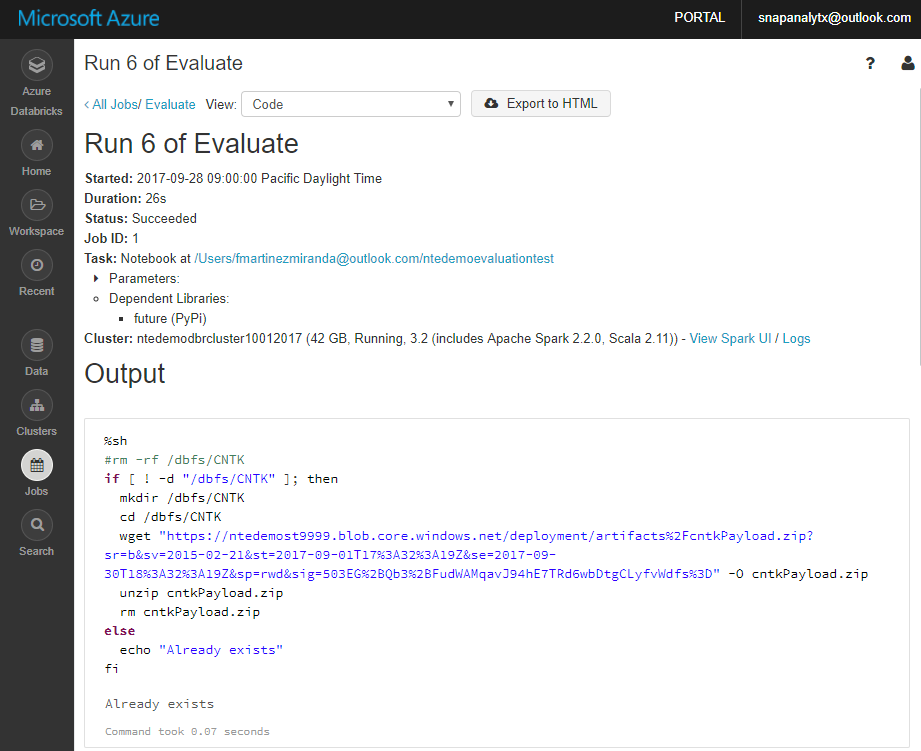 Microsoft Azure
PORTAL
snapanalytx@outlook.com
Azure
Databricks
Home
Workspace
Recent
Data
Clusters
Jobs
Search
Run 6 of Evaluate
?
< All Jobs/ Evaluate View: Code
Export to HTML
Run 6 of Evaluate
Started: 2017-09-28 09:00:00 Pacific Daylight Time
Duration: 26s
Status: Succeeded
Job ID: 1
Task: Notebook at /Users/fmartinezmiranda@outlook.com/ntedemoevaluationtest
Parameters:
Dependent Libraries:
future (PyPi)
Cluster: ntedemodbrcluster10012017 (42 GB, Running, 3.2 (includes Apache Spark 2.2.0, Scala 2.11)) - View Spark UI / Logs
Output
%sh
#rm -rf /dbfs/CNTK
if [ ! -d "/dbfs/CNTK" ]; then
mkdir /dbfs/CNTK
cd /dbfs/CNTK
wget "https://ntedemost9999.blob.core.windows.net/deployment/artifacts%2FcntkPayload.zip?
sr=b&sv=2015-02-21&st=2017-09-01T17%3A32%3A19Z&se=2017-09-
30T18%3A32%3A19Z&sp=rwd&sig=503EG%2BQb3%2BFudWAMqavJ94hE7TRd6wbDtgCLyfvWdfs%3D" -O cntkPayload.zip
unzip cntkPayload.zip
rm cntkPayload.zip
else
echo "Already exists"
fi
Already exists
Command took 0.07 seconds